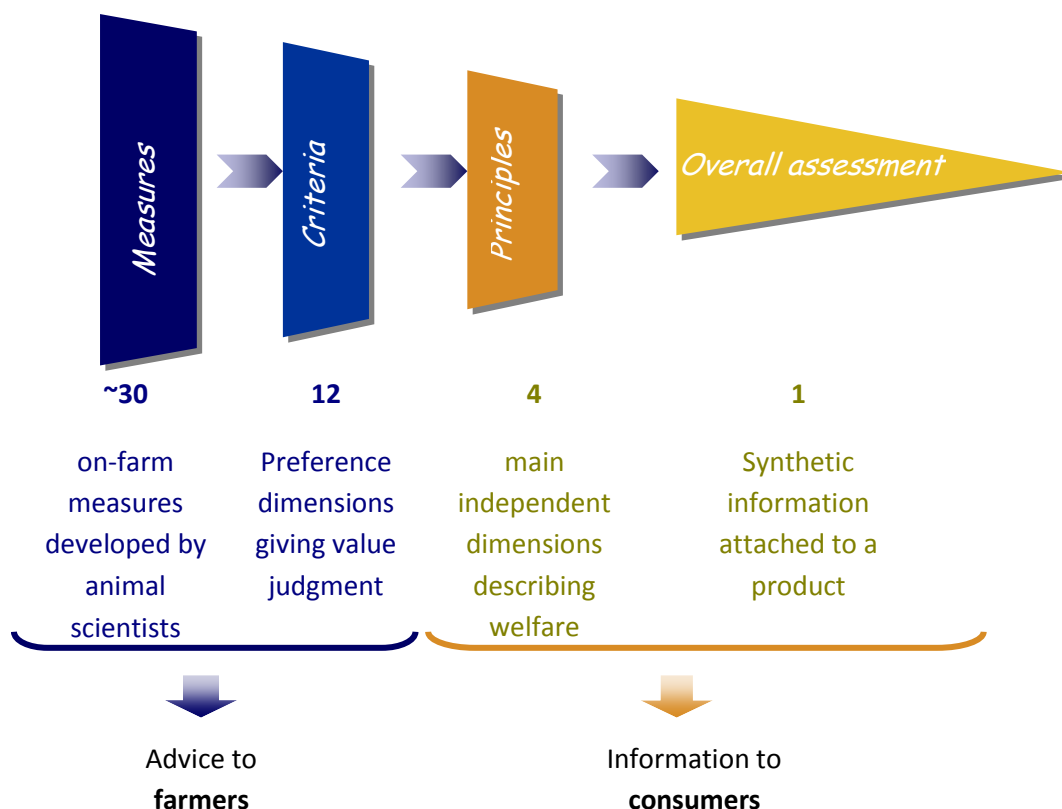 Measures
Criteria
Principles
Overall assessment
~30
12
4
1
on-farm
measures
developed by
animal
scientists
Preference
dimensions
giving value
judgment
main
independent
dimensions
describing
welfare
Synthetic
information
attached to a
product
Advice to
farmers
Information to
consumers